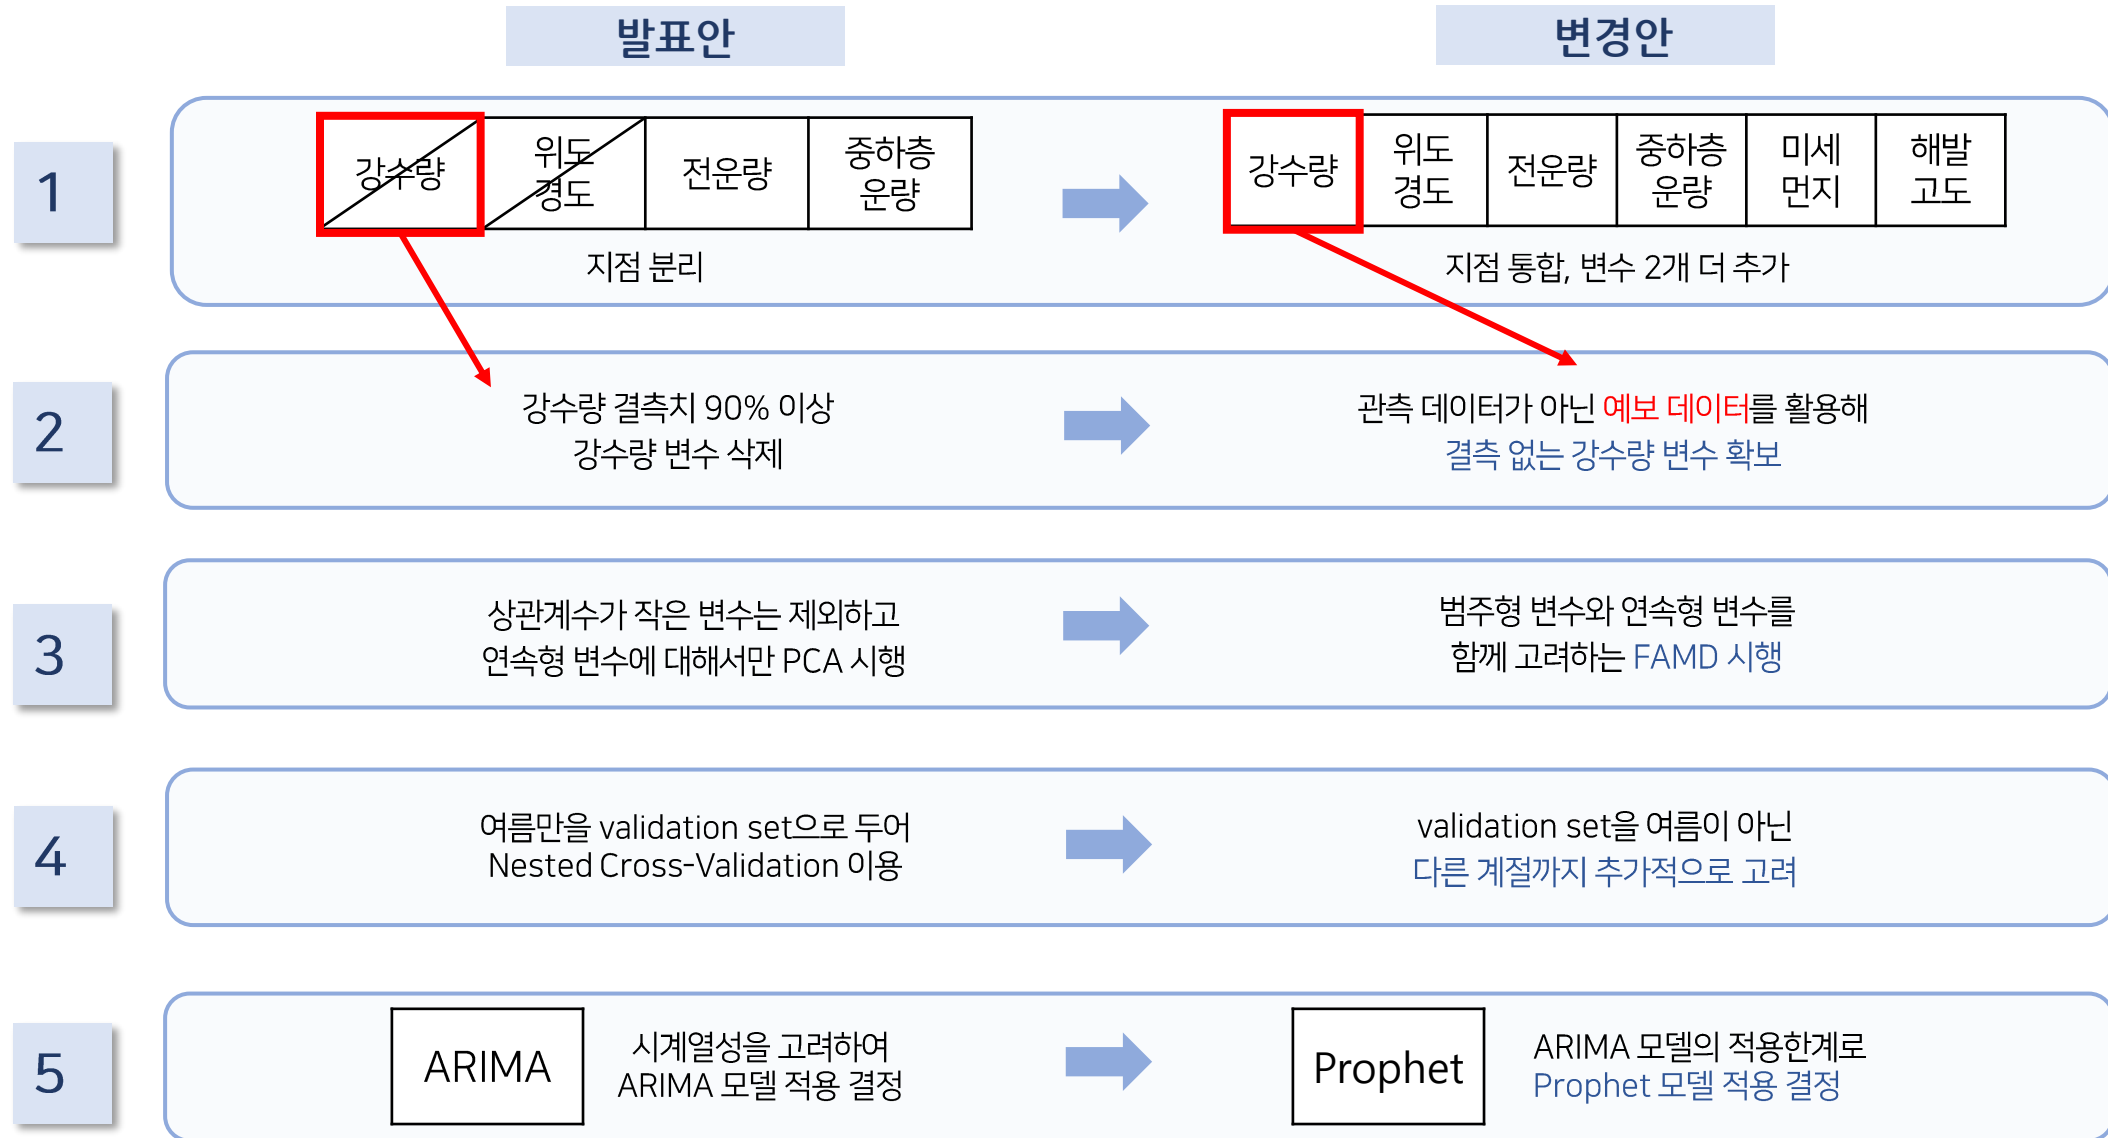 발표안
변경안
1
강수량
위도
경도
전운량
중하층
운량
지점 분리
강수량
위도
경도
전운량
중하층
운량
미세
먼지
해발
고도
지점 통합, 변수 2개 더 추가
2
강수량 결측치 90% 이상
강수량 변수 삭제
관측 데이터가 아닌 예보 데이터를 활용해
결측 없는 강수량 변수 확보
3
상관계수가 작은 변수는 제외하고
연속형 변수에 대해서만 PCA 시행
범주형 변수와 연속형 변수를
함께 고려하는 FAMD 시행
4
여름만을 validation set으로 두어
Nested Cross-Validation 이용
validation set을 여름이 아닌
다른 계절까지 추가적으로 고려
5
ARIMA
시계열성을 고려하여
ARIMA 모델 적용 결정
Prophet
ARIMA 모델의 적용한계로
Prophet 모델 적용 결정